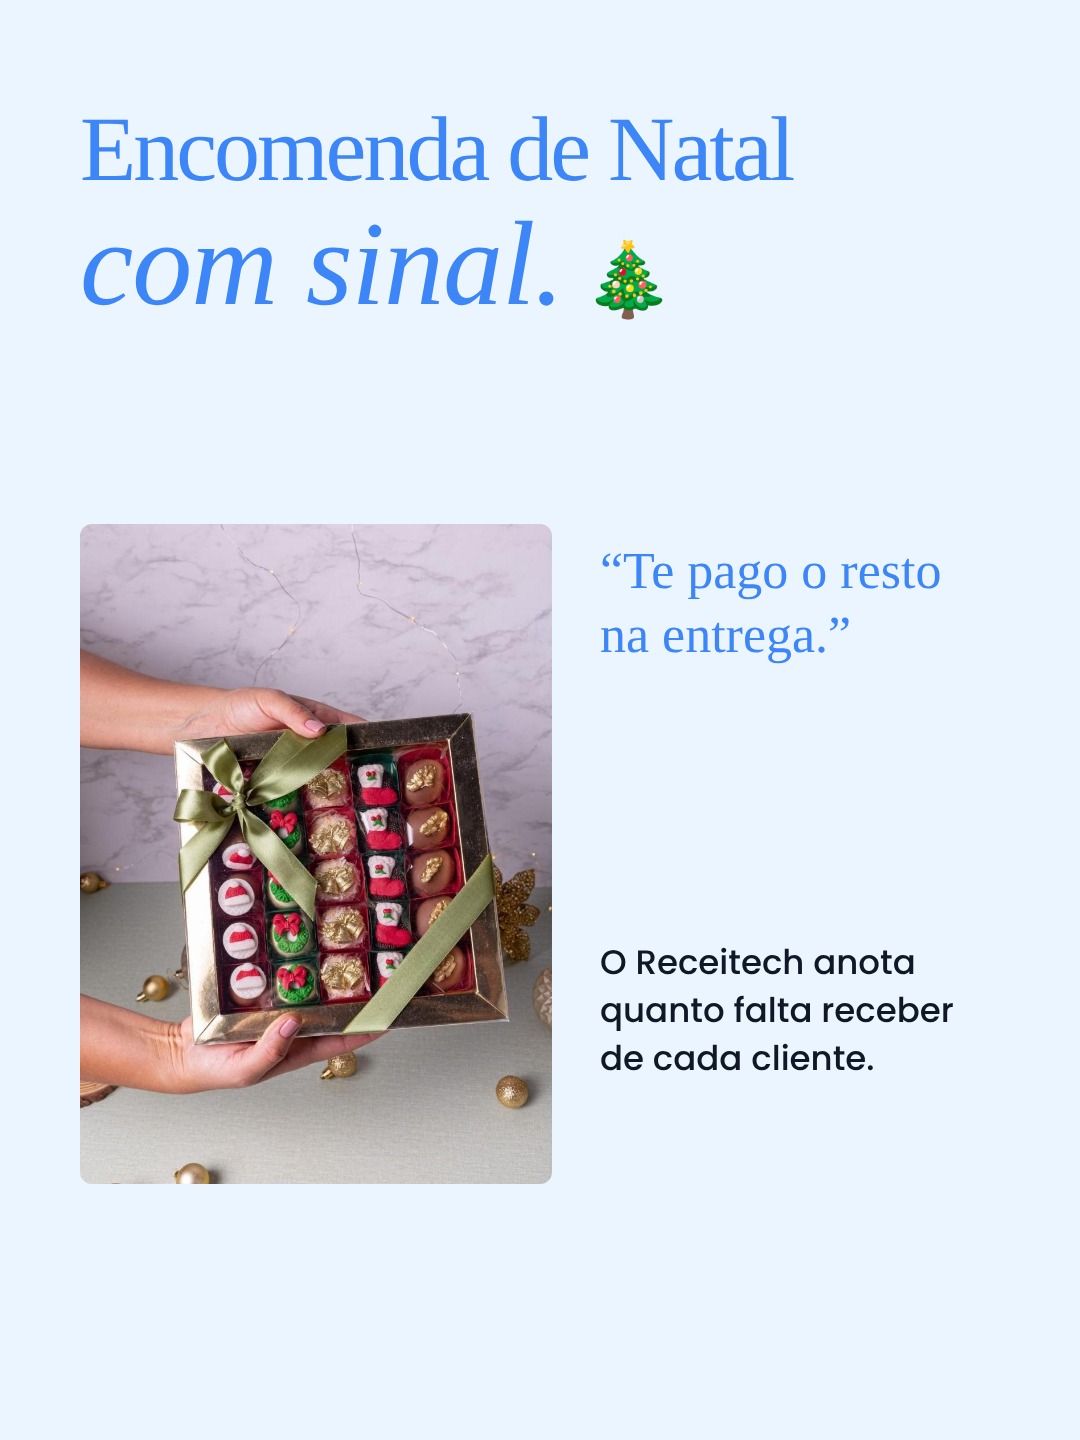 Encomenda de Natal
com sinal. 🎄
“Te pago o resto
na entrega.”
O Receitech anota
quanto falta receber
de cada cliente.